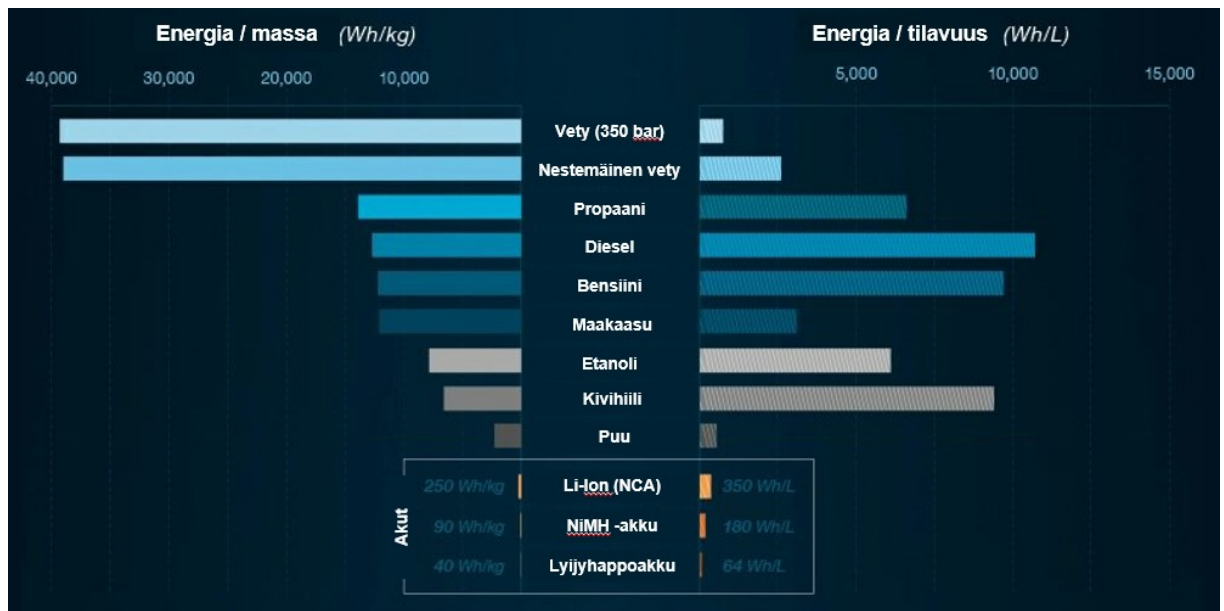 Energia / massa (Wh/kg)
Energia / tilavuus (Wh/L)
40,000 30,000 20,000 10,000
5,000 10,000 15,000
Vety (350 bar)
Nestemäinen vety
Propaani
Diesel
Bensiini
Maakaasu
Etanoli
Kivihiili
Puu
Akut
250 Wh/kg Li-Ion (NCA) 350 Wh/L
90 Wh/kg NiMH -akku 180 Wh/L
40 Wh/kg Lyijyhappoakku 64 Wh/L